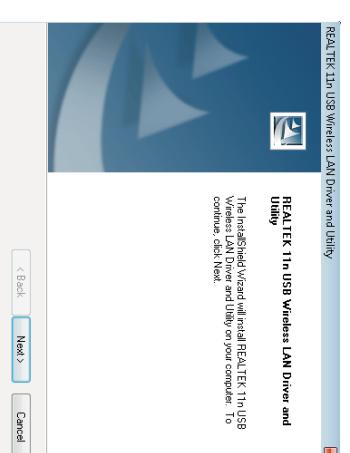 REALTEK 11n USB Wireless LAN Driver and Utility
REALTEK 11n USB Wireless LAN Driver and
Utility
The InstallShield Wizard will install REALTEK 11n USB
Wireless LAN Driver and Utility on your computer. To
continue, click Next.
< Back
Next >
Cancel